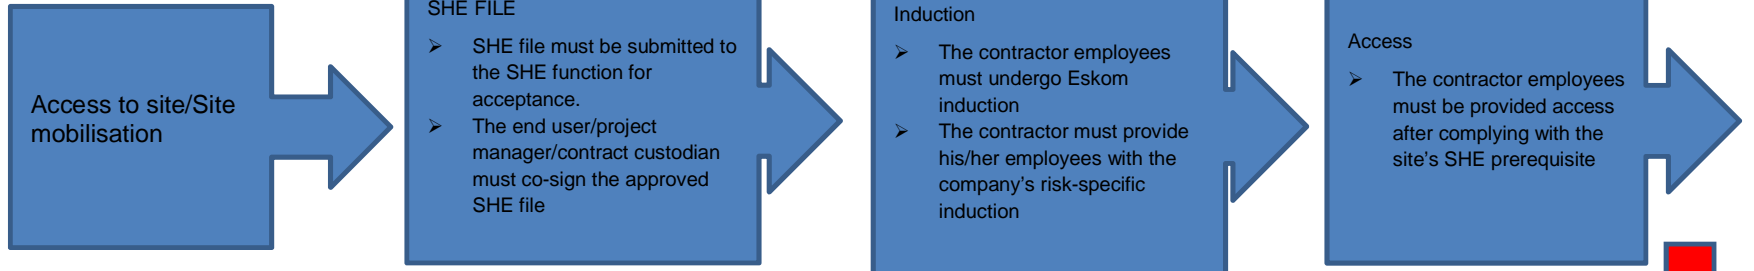 Access to site/Site
mobilisation
SHE FILE
➢ SHE file must be submitted to
the SHE function for
acceptance.
➢ The end user/project
manager/contract custodian
must co-sign the approved
SHE file
Induction
➢ The contractor employees
must undergo Eskom
induction
➢ The contractor must provide
his/her employees with the
company’s risk-specific
induction
Access
➢ The contractor employees
must be provided access
after complying with the
site’s SHE prerequisite